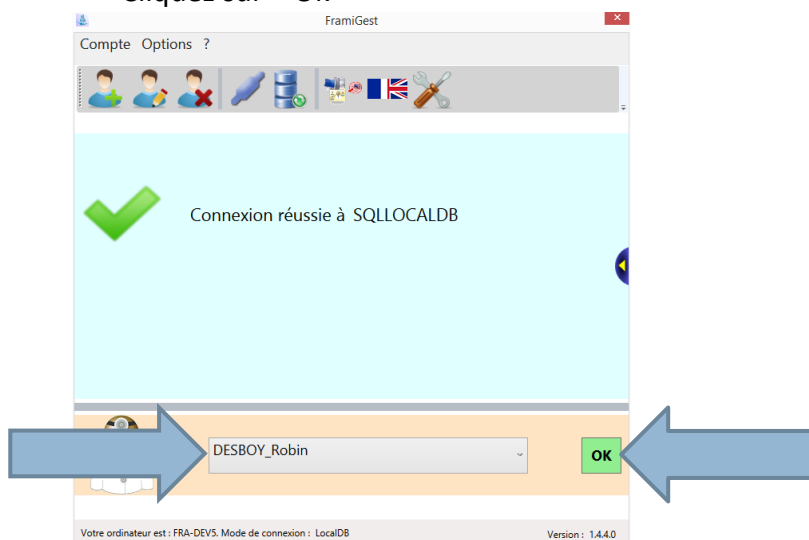 FramiGest
Compte Options ?
Connexion réussie à SQLLOCALDB
DESBOY_Robin
OK
Votre ordinateur est : FRA-DEV5. Mode de connexion : LocalDB
Version : 1.4.4.0